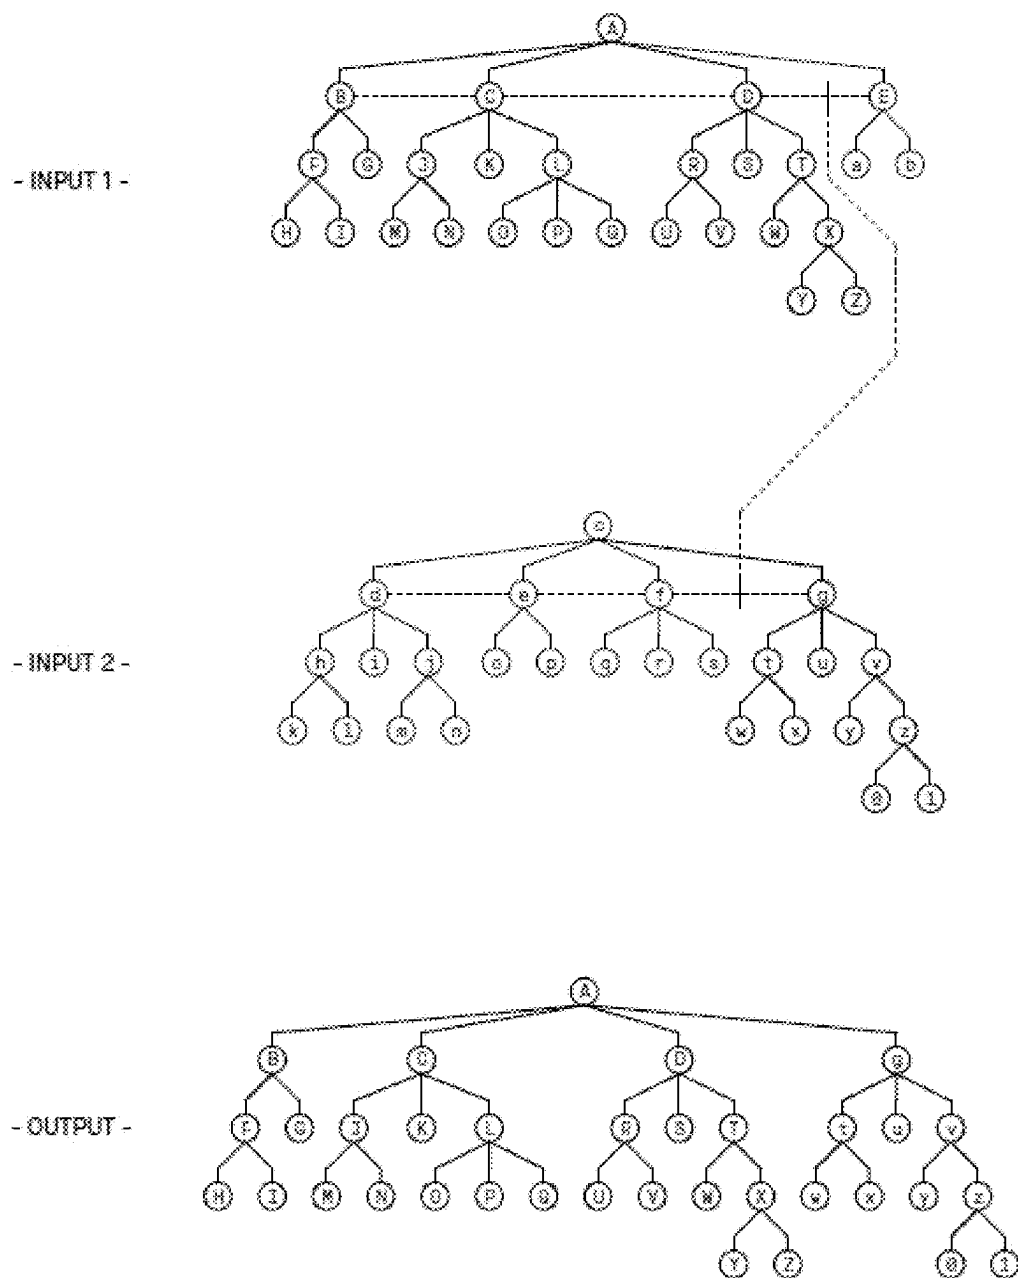 A
B C D E
F G J K L R S T a b
- INPUT 1 -
H I M N O P Q U V W X
Y Z
c
d e f g
h i j o p q r s t u v
- INPUT 2 -
k l m n w x y z
0 1
A
B C D g
F G J K L R S T t u v
- OUTPUT -
H I M N O P Q U V W X w x y z
Y Z 0 1